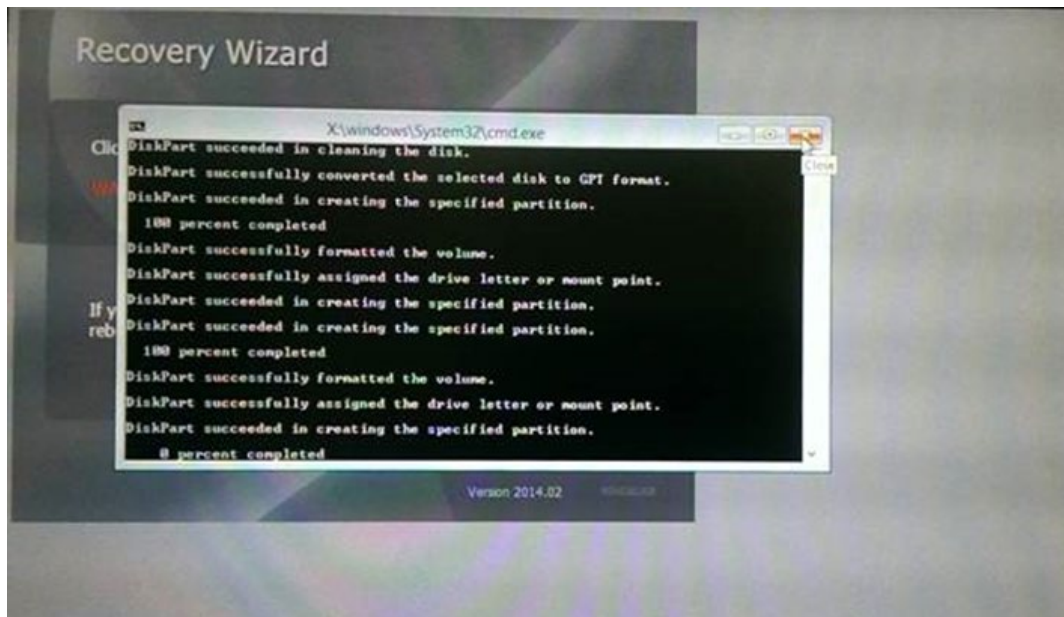 Recovery Wizard
X:\windows\System32\cmd.exe
Close
Clic
DiskPart succeeded in cleaning the disk.
DiskPart successfully converted the selected disk to GPT format.
WA
DiskPart succeeded in creating the specified partition.
100 percent completed
DiskPart successfully formatted the volume.
DiskPart successfully assigned the drive letter or mount point.
If y
DiskPart succeeded in creating the specified partition.
reb
DiskPart succeeded in creating the specified partition.
100 percent completed
DiskPart successfully formatted the volume.
DiskPart successfully assigned the drive letter or mount point.
DiskPart succeeded in creating the specified partition.
0 percent completed
Version 2014.02